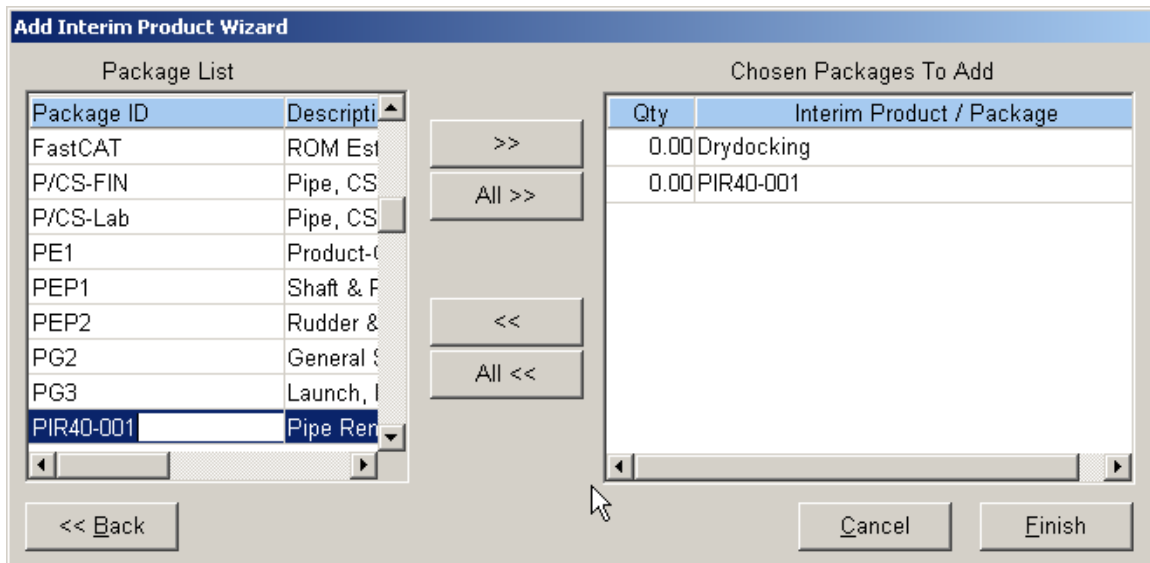 Add Interim Product Wizard
Package List
Chosen Packages To Add
Package ID Descripti
FastCAT ROM Est
P/CS-FIN Pipe, CS
P/CS-Lab Pipe, CS
PE1 Product-
PEP1 Shaft &
PEP2 Rudder &
PG2 General
PG3 Launch,
PIR40-001 Pipe Ren
>>
All >>
<<
All <<
Qty Interim Product / Package
0.00 Drydocking
0.00 PIR40-001
<< Back
Cancel
Finish